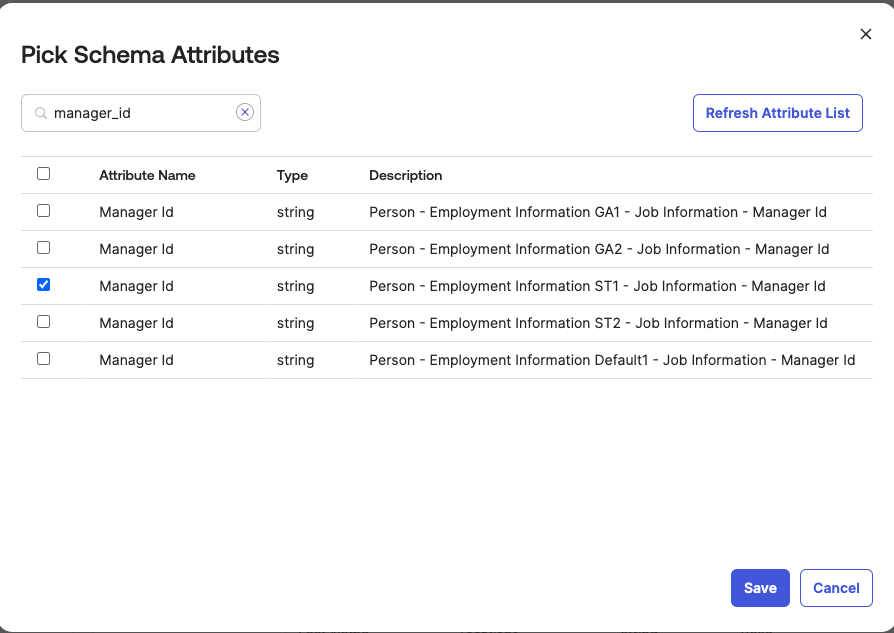 Pick Schema Attributes
manager_id
Refresh Attribute List
Attribute Name Type Description
Manager Id string Person - Employment Information GA1 - Job Information - Manager Id
Manager Id string Person - Employment Information GA2 - Job Information - Manager Id
Manager Id string Person - Employment Information ST1 - Job Information - Manager Id
Manager Id string Person - Employment Information ST2 - Job Information - Manager Id
Manager Id string Person - Employment Information Default1 - Job Information - Manager Id
Save Cancel